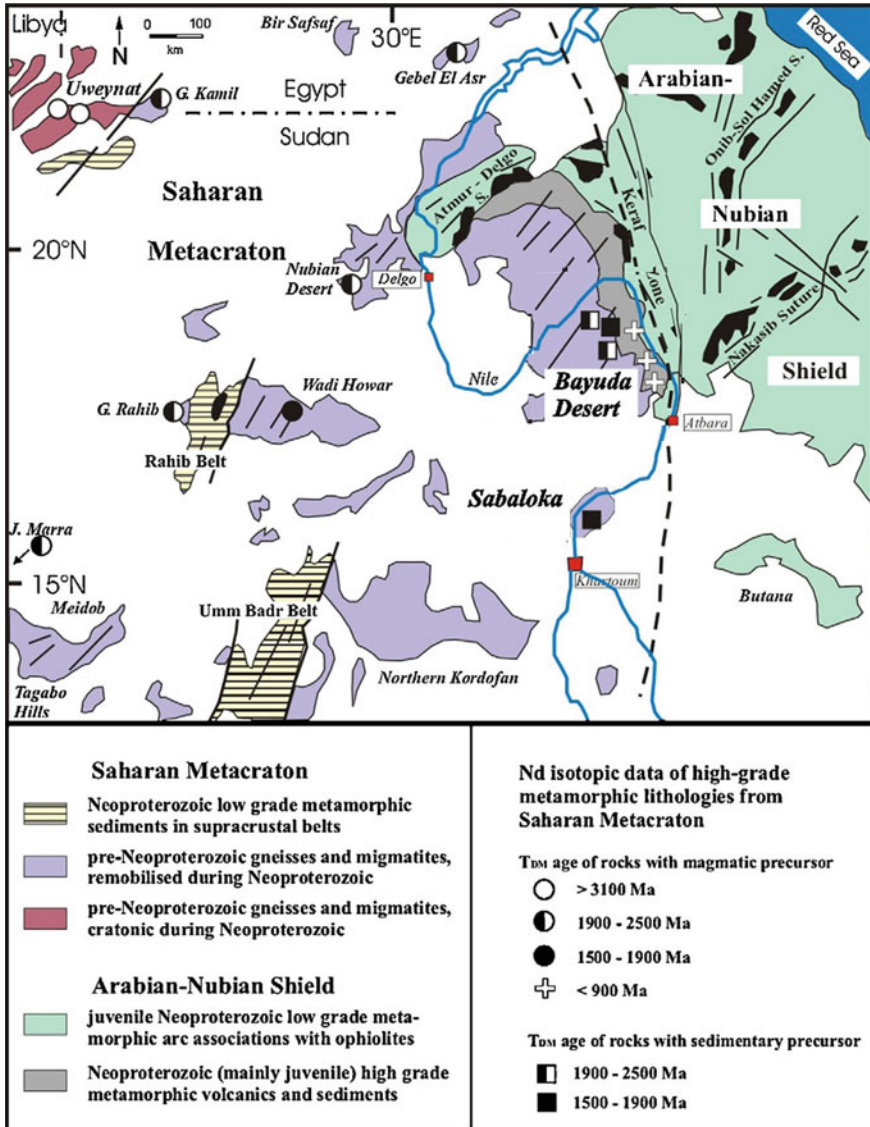 Libya
N
0 100
km
Bir Safsaf
30°E
Red Sea
Gebel El Asr
Arabian-
Uweynat
G. Kamil
Egypt
Sudan
Onib-Sol Hamed S.
Saharan
Atmur - Delgo
S.
Keraf
Zone
Nubian
20°N
Metacraton
Nubian
Desert
Delgo
Nakasib Suture
Nile
Bayuda
Desert
Shield
G. Rahib
Wadi Howar
Atbara
Rahib Belt
Sabaloka
J. Marra
15°N
Khartoum
Meidob
Umm Badr Belt
Butana
Northern Kordofan
Tagabo
Hills
Saharan Metacraton
Neoproterozoic low grade metamorphic
sediments in supracrustal belts
pre-Neoproterozoic gneisses and migmatites,
remobilised during Neoproterozoic
pre-Neoproterozoic gneisses and migmatites,
cratonic during Neoproterozoic
Arabian-Nubian Shield
juvenile Neoproterozoic low grade meta-
morphic arc associations with ophiolites
Neoproterozoic (mainly juvenile) high grade
metamorphic volcanics and sediments
Nd isotopic data of high-grade
metamorphic lithologies from
Saharan Metacraton
TDM age of rocks with magmatic precursor
> 3100 Ma
1900 - 2500 Ma
1500 - 1900 Ma
< 900 Ma
TDM age of rocks with sedimentary precursor
1900 - 2500 Ma
1500 - 1900 Ma